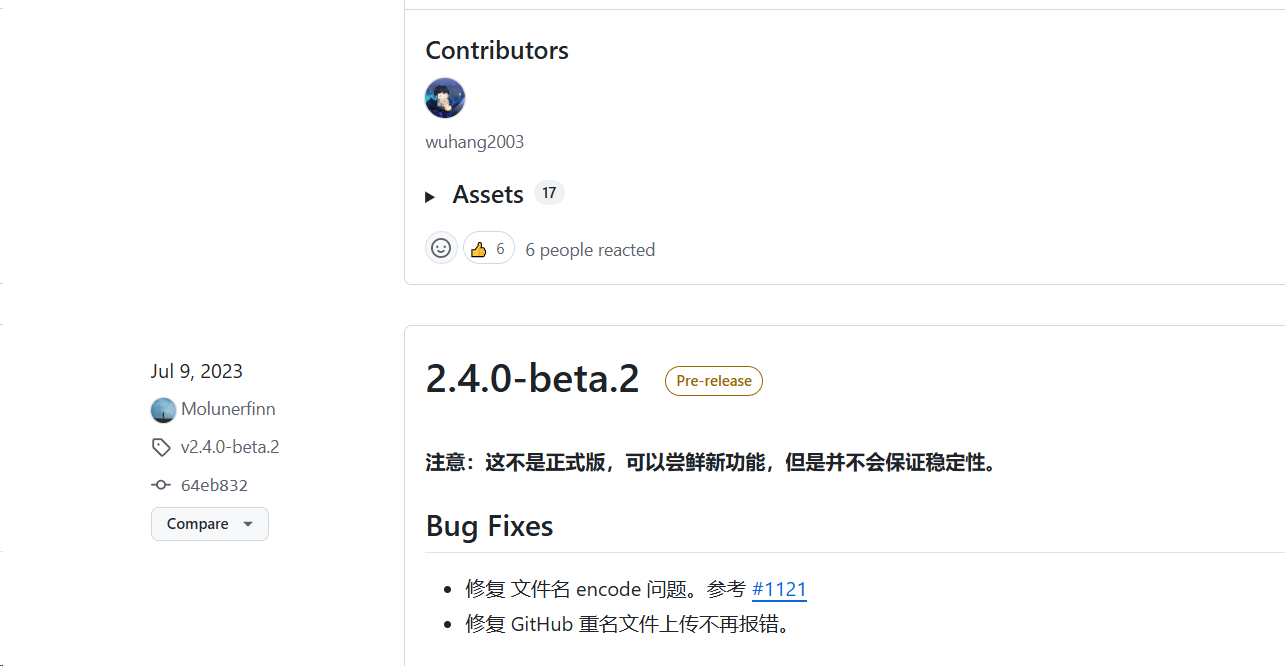 Contributors
wuhang2003
Assets 17
6 6 people reacted
Jul 9, 2023
Molunerfinn
v2.4.0-beta.2
64eb832
Compare
2.4.0-beta.2 Pre-release
注意：这不是正式版，可以尝鲜新功能，但是并不会保证稳定性。
Bug Fixes
修复 文件名 encode 问题。参考 #1121
修复 GitHub 重名文件上传不再报错。